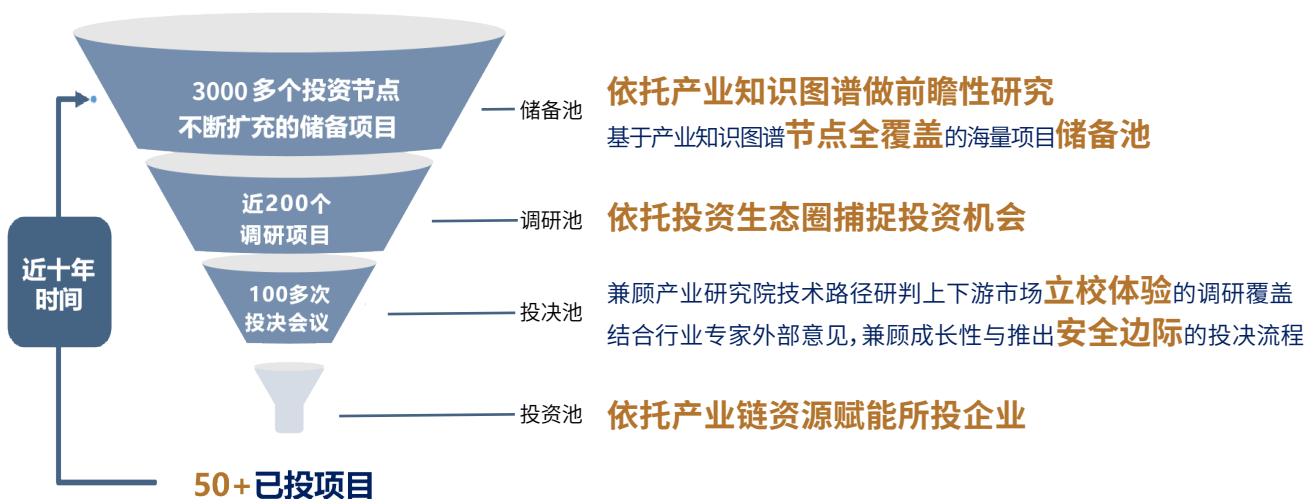 3000多个投资节点
不断扩充的储备项目
储备池
依托产业知识图谱做前瞻性研究
基于产业知识图谱节点全覆盖的海量项目储备池
近200个
调研项目
调研池
依托投资生态圈捕捉投资机会
近十年
时间
100多次
投决会议
投决池
兼顾产业研究院技术路径研判上下游市场立校体验的调研覆盖
结合行业专家外部意见，兼顾成长性与推出安全边际的投决流程
投资池
依托产业链资源赋能所投企业
50+已投项目